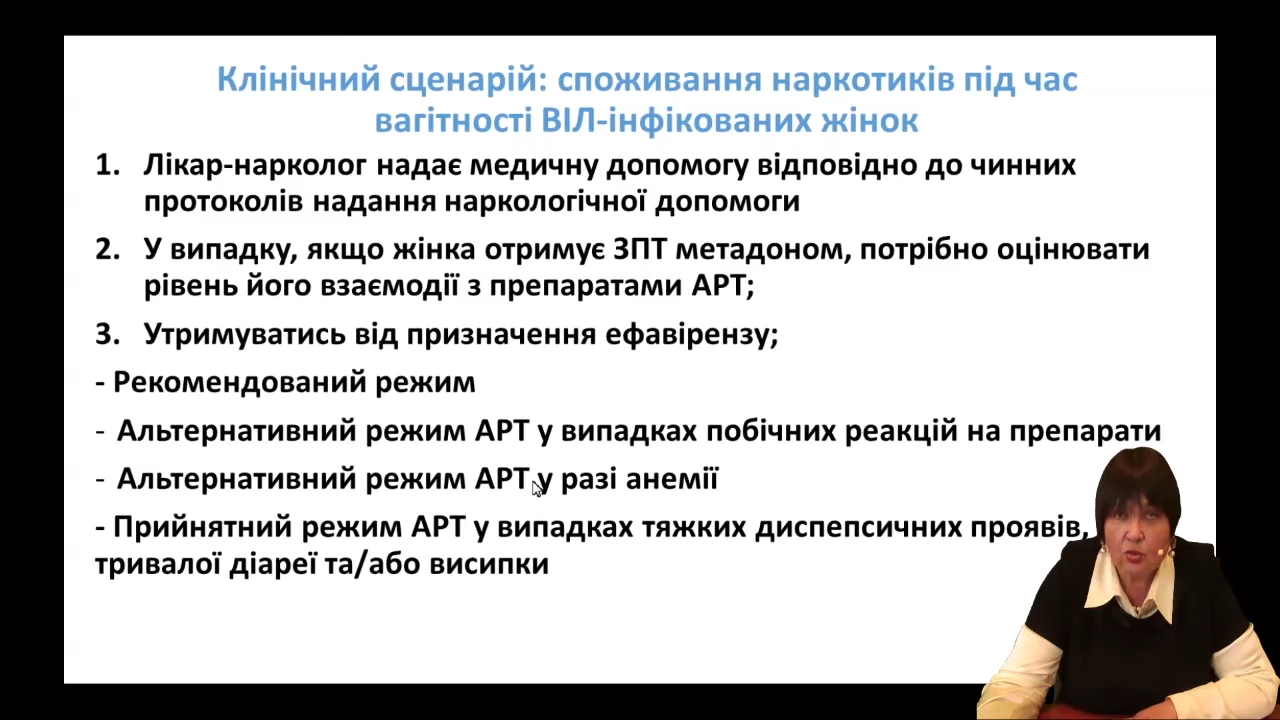 Клінічний сценарій: споживання наркотиків під час
вагітності ВІЛ-інфікованих жінок
1. Лікар-нарколог надає медичну допомогу відповідно до чинних
протоколів надання наркологічної допомоги
2. У випадку, якщо жінка отримує ЗПТ метадоном, потрібно оцінювати
рівень його взаємодії з препаратами АРТ;
3. Утримуватись від призначення ефавірензу;
- Рекомендований режим
- Альтернативний режим АРТ у випадках побічних реакцій на препарати
- Альтернативний режим АРТ у разі анемії
- Прийнятний режим АРТ у випадках тяжких диспепсичних проявів,
тривалої діареї та/або висипки